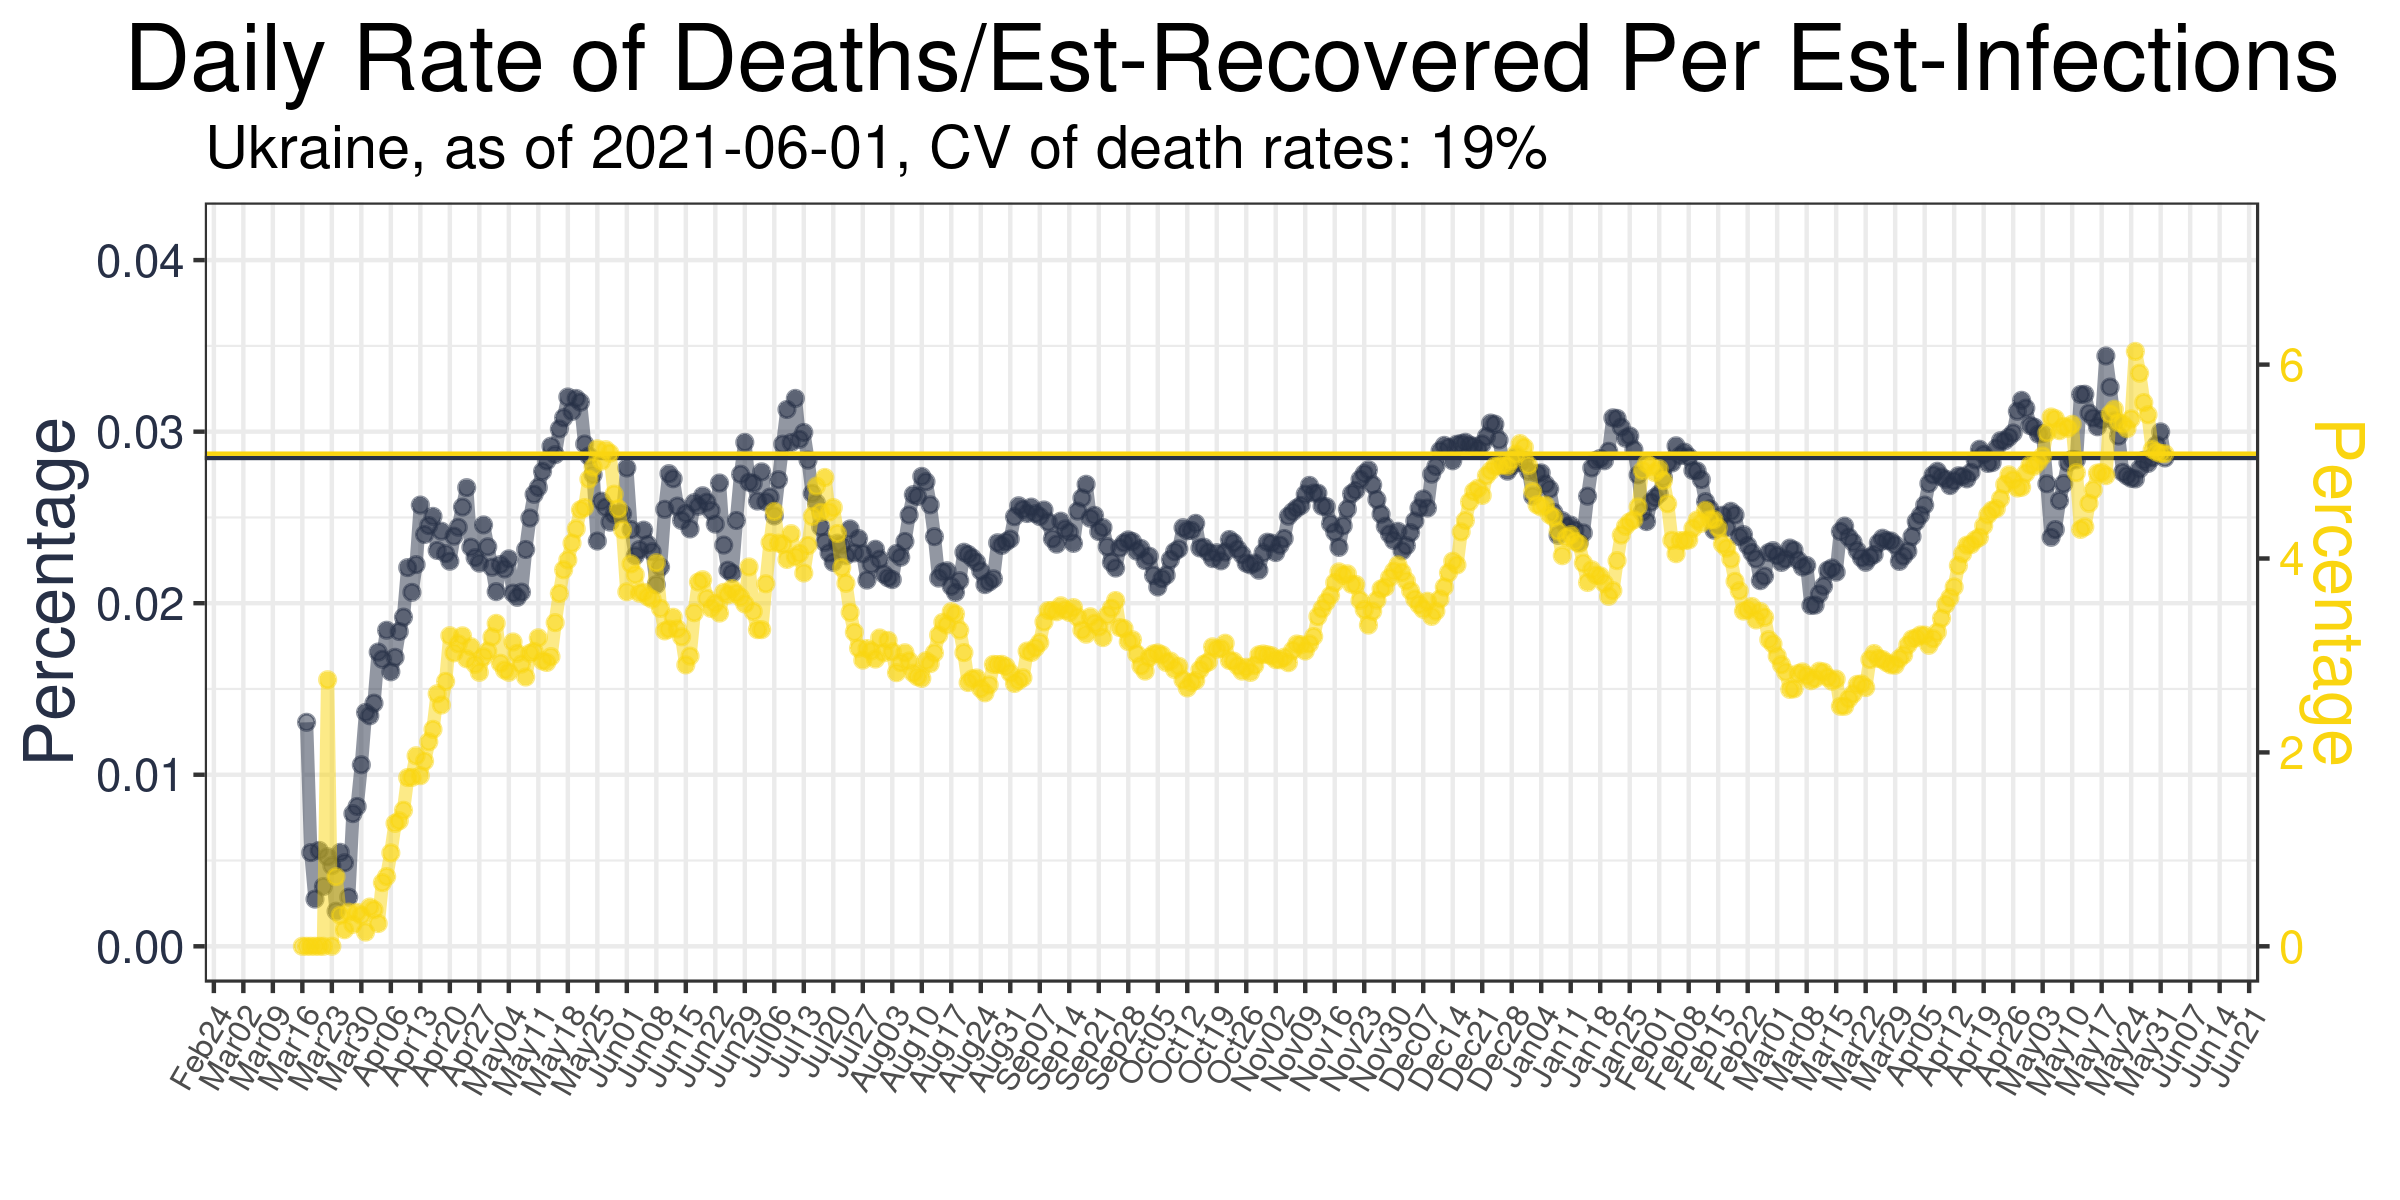 Daily Rate of Deaths/Est-Recovered Per Est-Infections
Ukraine, as of 2021-06-01, CV of death rates: 19%
Percentage
0.04
0.03
0.02
0.01
0.00
6
4
2
0
Percentage
Feb24
Mar02
Mar09
Mar16
Mar23
Mar30
Apr06
Apr13
Apr20
Apr27
May04
May11
May18
May25
Jun01
Jun08
Jun15
Jun22
Jun29
Jul06
Jul13
Jul20
Jul27
Aug03
Aug10
Aug17
Aug24
Aug31
Sep07
Sep14
Sep21
Sep28
Oct05
Oct12
Oct19
Oct26
Nov02
Nov09
Nov16
Nov23
Nov30
Dec07
Dec14
Dec21
Dec28
Jan04
Jan11
Jan18
Jan25
Feb01
Feb08
Feb15
Feb22
Mar01
Mar08
Mar15
Mar22
Mar29
Apr05
Apr12
Apr19
Apr26
May03
May10
May17
May24
May31
Jun07
Jun14
Jun21